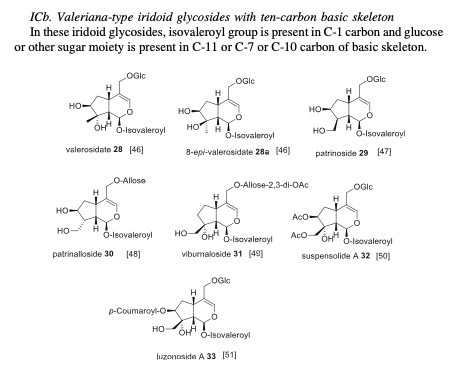 ICb. Valeriana-type iridoid glycosides with ten-carbon basic skeleton
In these iridoid glycosides, isovaleroyl group is present in C-1 carbon and glucose
or other sugar moiety is present in C-11 or C-7 or C-10 carbon of basic skeleton.
OGlc
H
HO
O
OH H
O-Isovaleroyl
valerosidate 28 [46]
OGlc
H
HO
O
HO H
O-Isovaleroyl
8-epi-valerosidate 28a [46]
OGlc
H
HO
O
HO H
O-Isovaleroyl
patrinoside 29 [47]
O-Allose
H
HO
O
HO H
O-Isovaleroyl
patrinalloside 30 [48]
O-Allose-2,3-di-OAc
H
O
HO OH H
O-Isovaleroyl
viburnaloside 31 [49]
OGlc
H
AcO
O
AcO OH H
O-Isovaleroyl
suspensolide A 32 [50]
OGlc
H
p-Coumaroyl-O
O
HO OH H
O-Isovaleroyl
luzonoside A 33 [51]